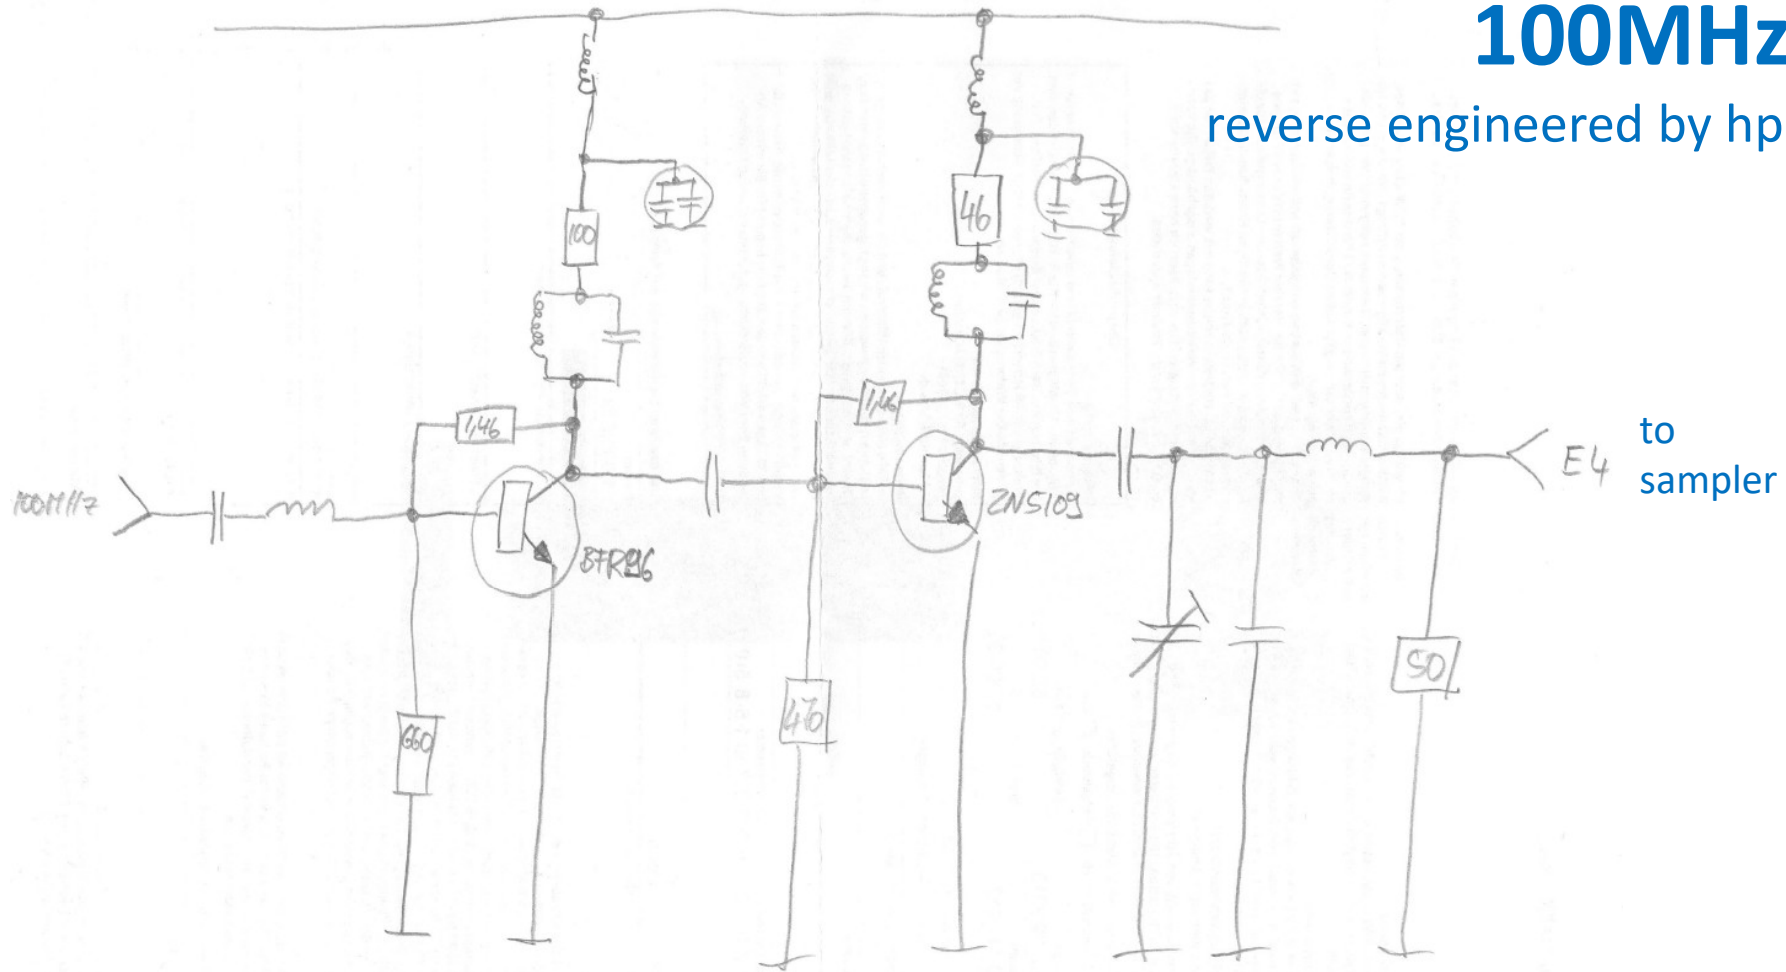 100MHz
reverse engineered by hp
100
46
1,46
1,46
to
E4
sampler
100MHz
2N5109
BFR96
50
470
660